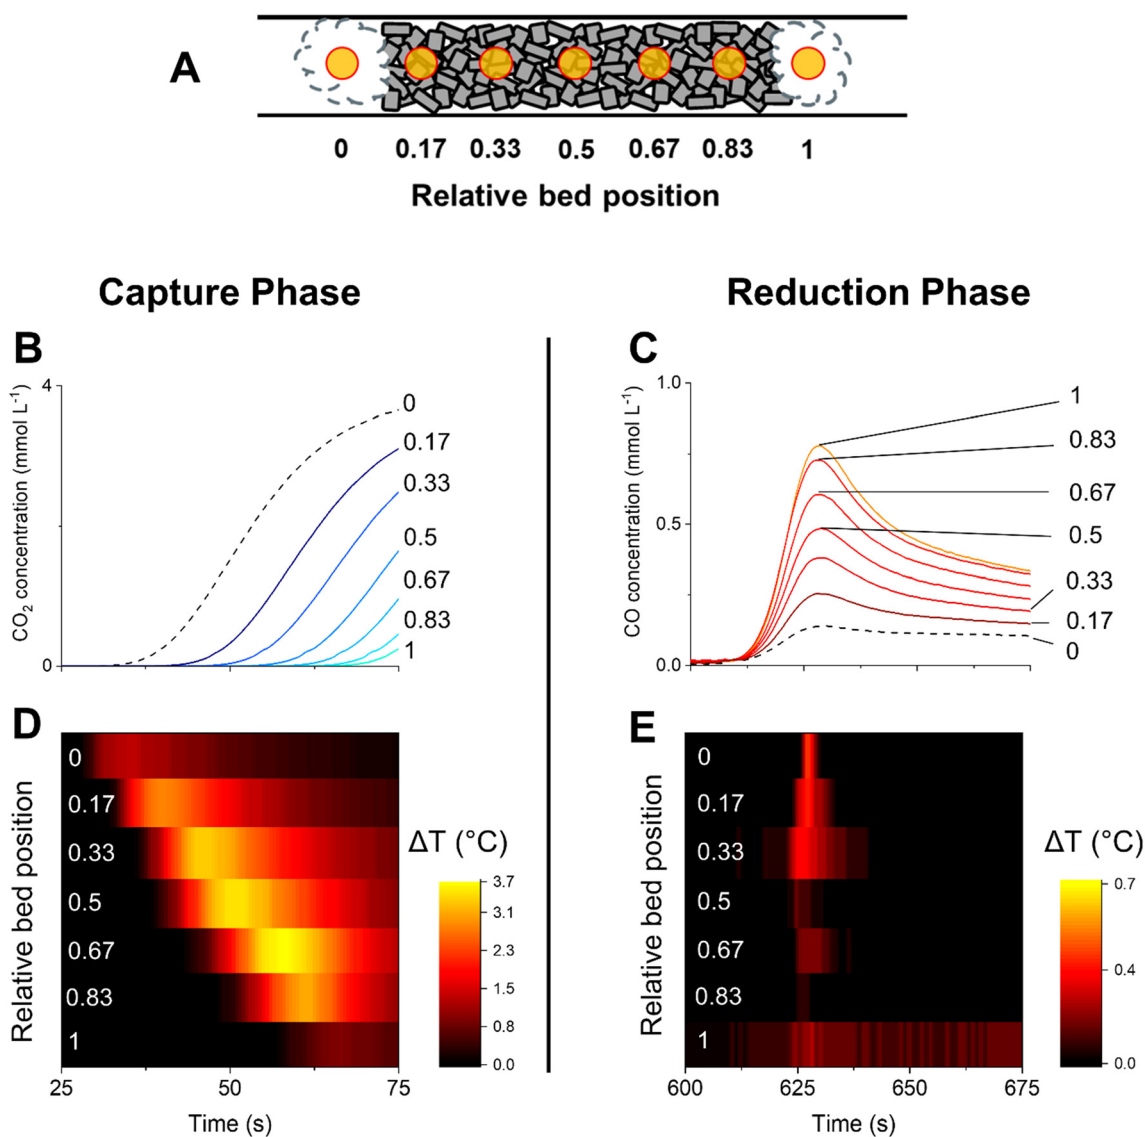 A
0 0.17 0.33 0.5 0.67 0.83 1
Relative bed position
Capture Phase
Reduction Phase
B
CO₂ concentration (mmol L⁻¹)
4
0
0
0.17
0.33
0.5
0.67
0.83
1
C
CO concentration (mmol L⁻¹)
1.0
0.5
0.0
1
0.83
0.67
0.5
0.33
0.17
0
D
Relative bed position
0
0.17
0.33
0.5
0.67
0.83
1
25 50 75
Time (s)
ΔT (°C)
3.7
3.1
2.3
1.5
0.8
0.0
E
Relative bed position
0
0.17
0.33
0.5
0.67
0.83
1
600 625 650 675
Time (s)
ΔT (°C)
0.7
0.4
0.0